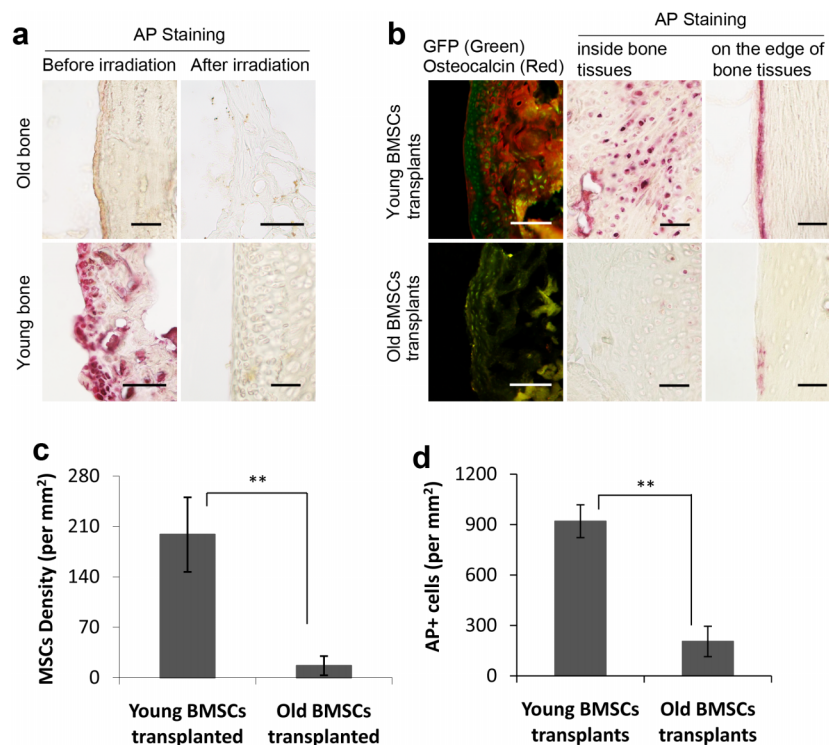 a
AP Staining
Before irradiation
After irradiation
Old bone
Young bone
b
GFP (Green)
Osteocalcin (Red)
AP Staining
inside bone
tissues
on the edge of
bone tissues
Young BMSCs
transplants
Old BMSCs
transplants
c
MSCs Density (per mm²)
280
210
140
70
0
**
Young BMSCs
transplanted
Old BMSCs
transplanted
d
AP+ cells (per mm²)
1200
900
600
300
0
**
Young BMSCs
transplants
Old BMSCs
transplants